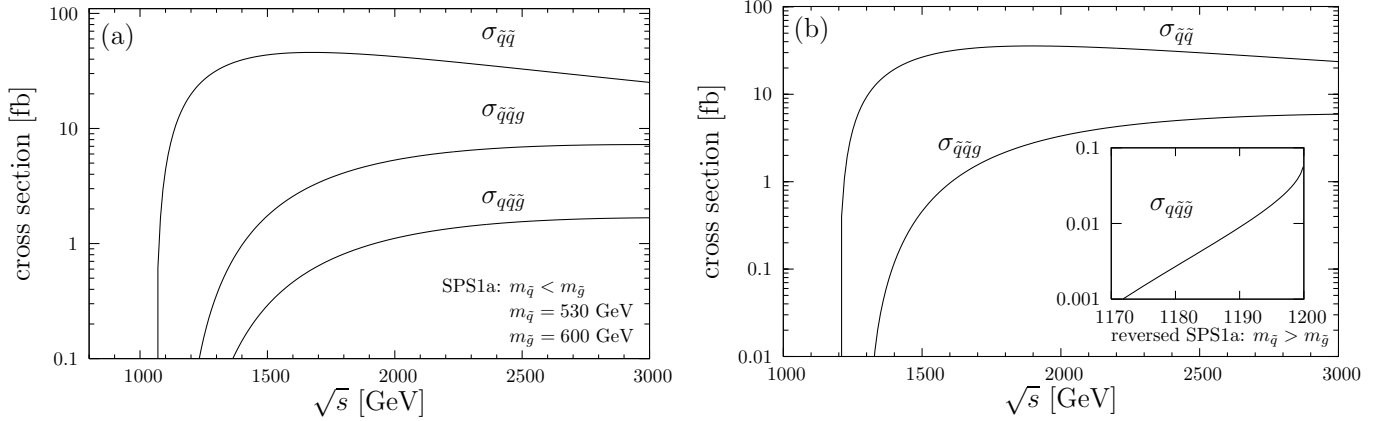 (a)
cross section [fb]
100
10
1
0.1
σ_{q̃q̃}
σ_{q̃q̃g}
σ_{qq̃g̃}
SPS1a: m_{q̃} < m_{g̃}
m_{q̃} = 530 GeV
m_{g̃} = 600 GeV
1000 1500 2000 2500 3000
√s [GeV]
(b)
cross section [fb]
100
10
1
0.1
0.01
σ_{q̃q̃}
σ_{q̃q̃g}
0.1
0.01
0.001
σ_{qq̃g̃}
1170 1180 1190 1200
reversed SPS1a: m_{q̃} > m_{g̃}
1000 1500 2000 2500 3000
√s [GeV]